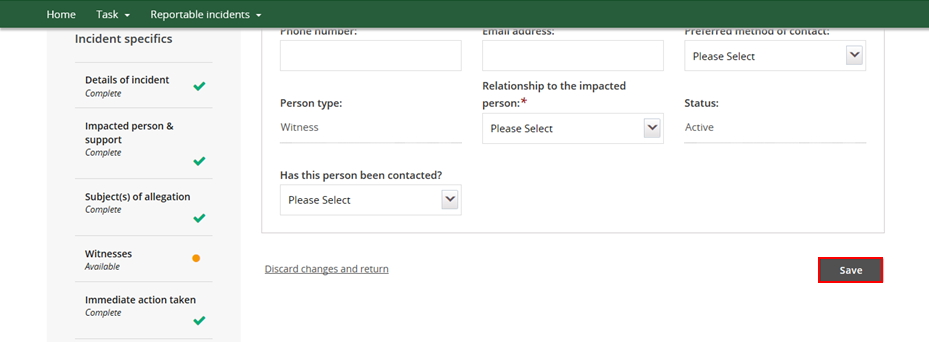 Home Task Reportable incidents
Incident specifics
Details of incident
Complete
Impacted person &
support
Complete
Subject(s) of allegation
Complete
Witnesses
Available
Immediate action taken
Complete
Phone number: Email address: Preferred method of contact:
Please Select
Person type:
Witness
Relationship to the impacted
person:*
Please Select
Status:
Active
Has this person been contacted?
Please Select
Discard changes and return
Save